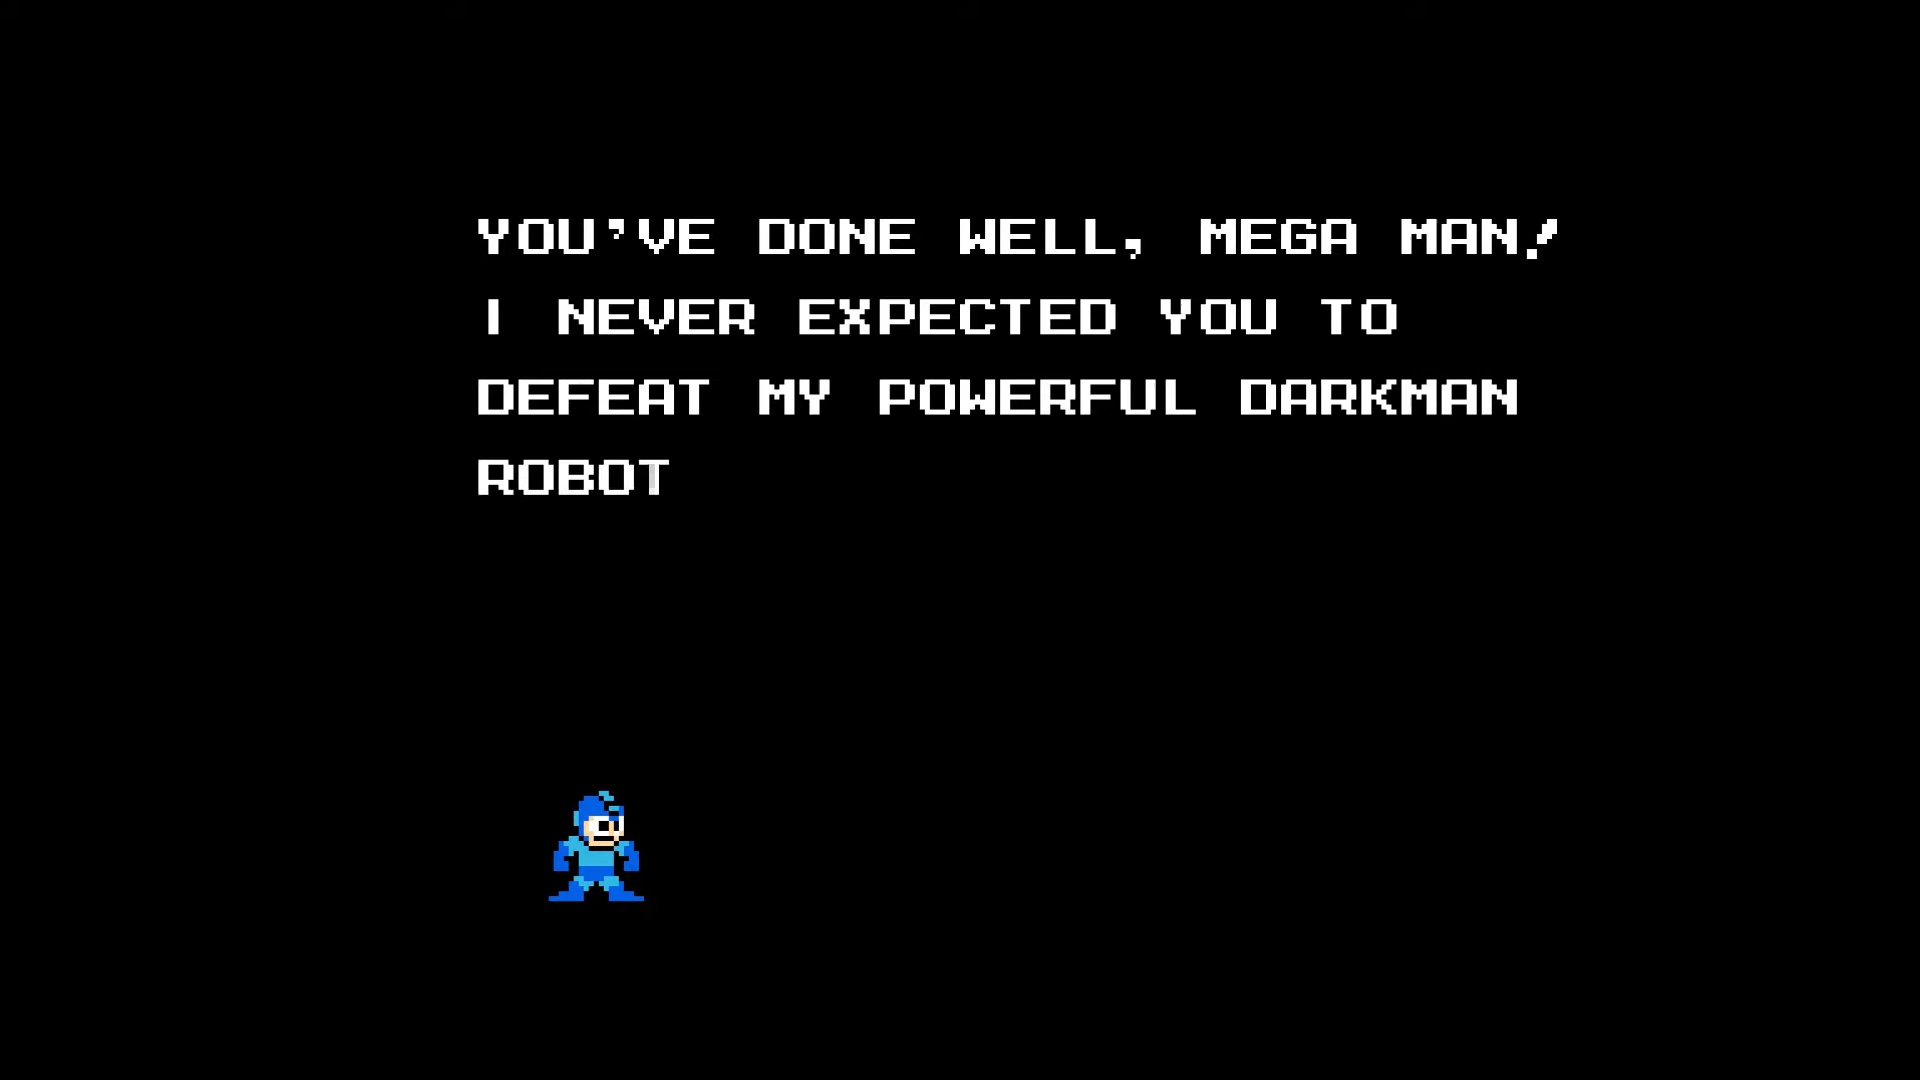 YOU'VE DONE WELL, MEGA MAN!
I NEVER EXPECTED YOU TO
DEFEAT MY POWERFUL DARKMAN
ROBOT